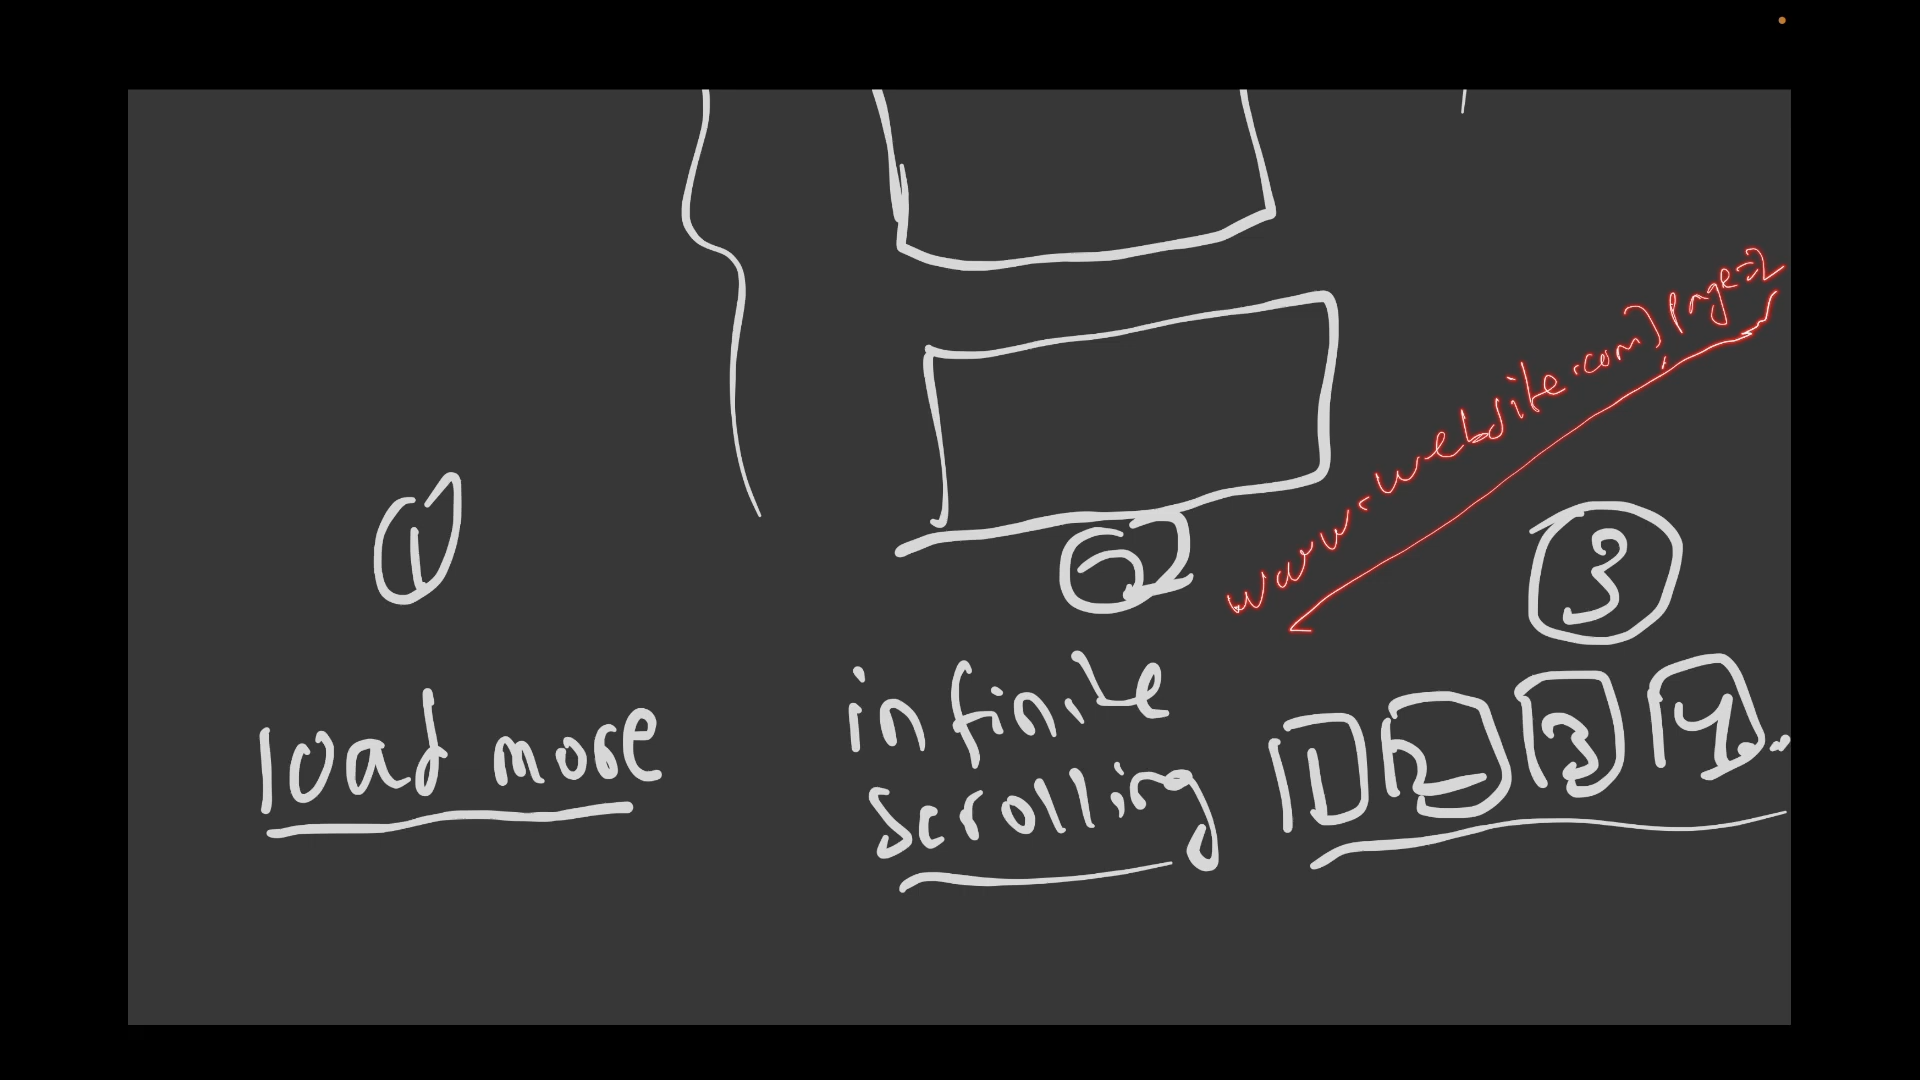 www.website.com?page=2
1
2
3
load more
infinite
scrolling
1 2 3 4 ..